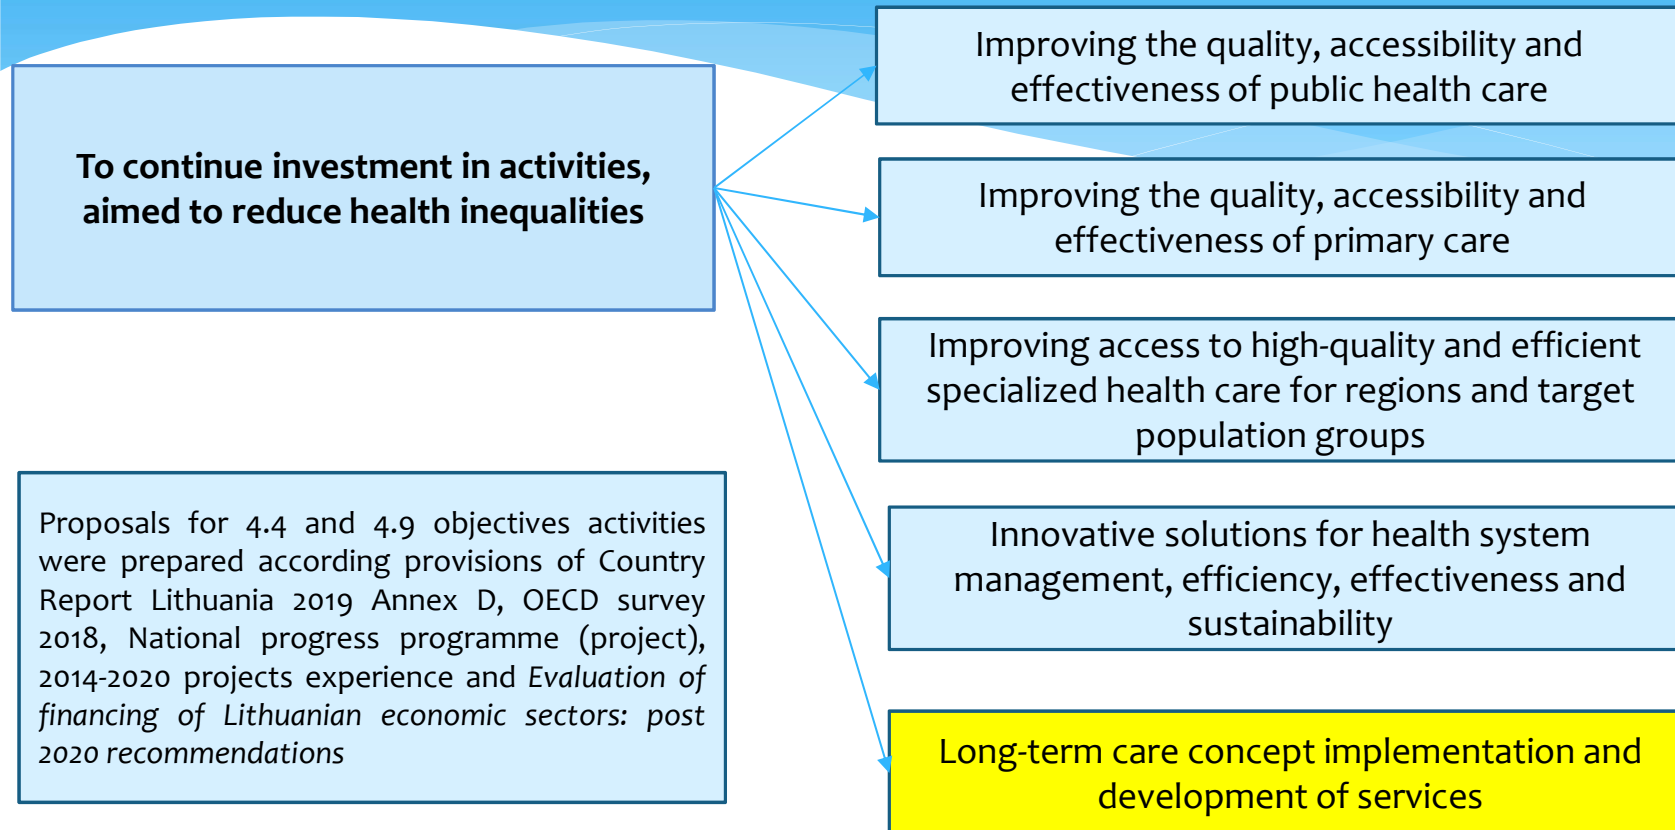 To continue investment in activities,
aimed to reduce health inequalities
Proposals for 4.4 and 4.9 objectives activities
were prepared according provisions of Country
Report Lithuania 2019 Annex D, OECD survey
2018, National progress programme (project),
2014-2020 projects experience and Evaluation of
financing of Lithuanian economic sectors: post
2020 recommendations
Improving the quality, accessibility and
effectiveness of public health care
Improving the quality, accessibility and
effectiveness of primary care
Improving access to high-quality and efficient
specialized health care for regions and target
population groups
Innovative solutions for health system
management, efficiency, effectiveness and
sustainability
Long-term care concept implementation and
development of services